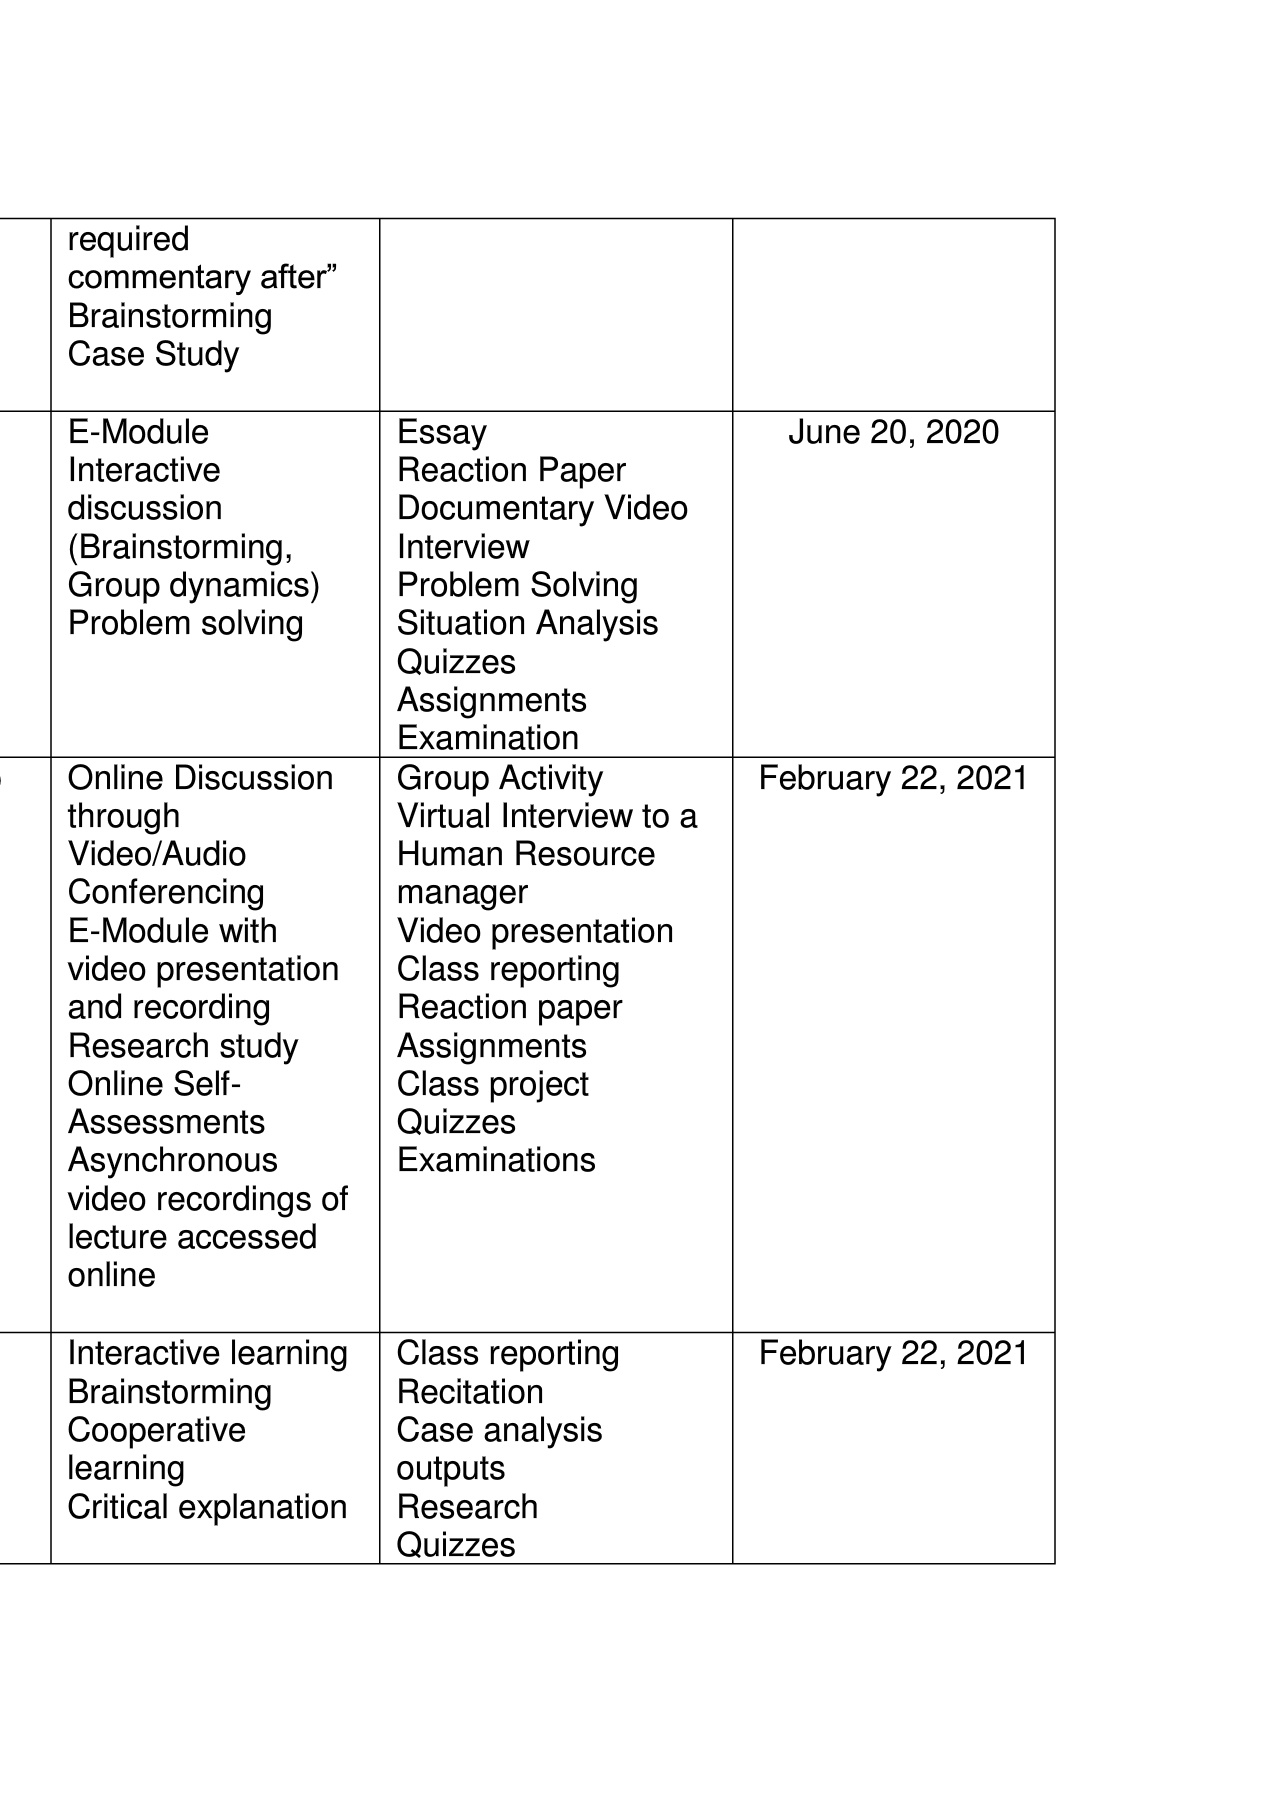 required
commentary after”
Brainstorming
Case Study
E-Module
Interactive
discussion
(Brainstorming,
Group dynamics)
Problem solving
Essay
Reaction Paper
Documentary Video
Interview
Problem Solving
Situation Analysis
Quizzes
Assignments
Examination
June 20, 2020
Online Discussion
through
Video/Audio
Conferencing
E-Module with
video presentation
and recording
Research study
Online Self-
Assessments
Asynchronous
video recordings of
lecture accessed
online
Group Activity
Virtual Interview to a
Human Resource
manager
Video presentation
Class reporting
Reaction paper
Assignments
Class project
Quizzes
Examinations
February 22, 2021
Interactive learning
Brainstorming
Cooperative
learning
Critical explanation
Class reporting
Recitation
Case analysis
outputs
Research
Quizzes
February 22, 2021